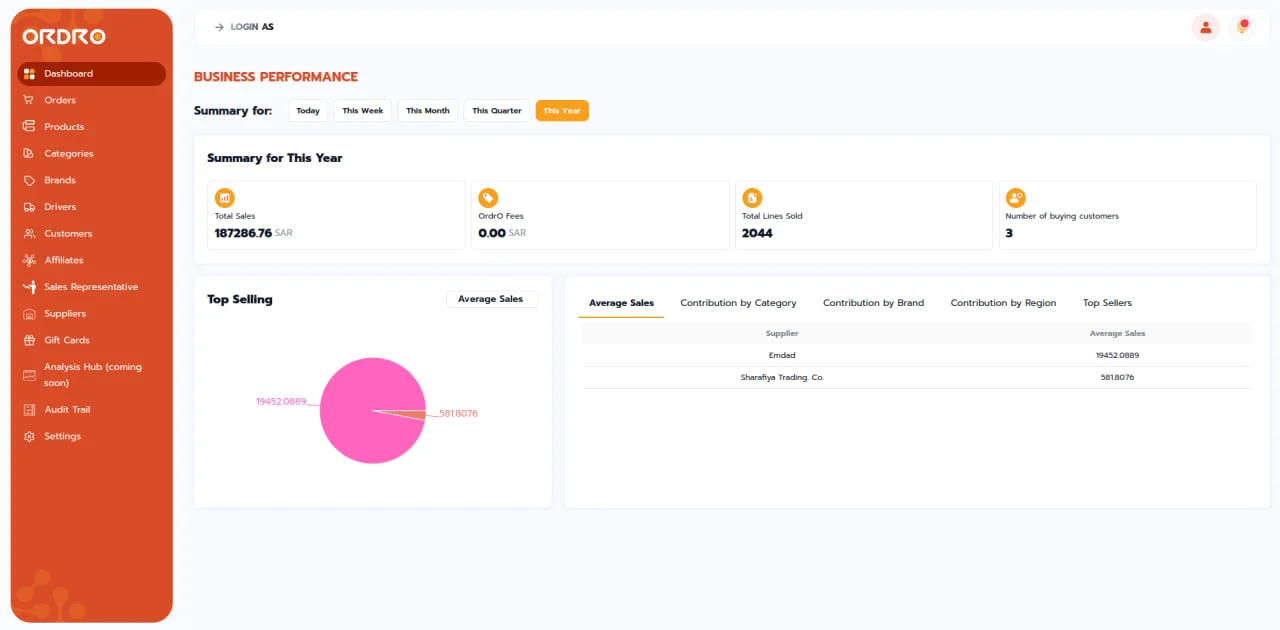 ORDRO
Dashboard
Orders
Products
Categories
Brands
Drivers
Customers
Affiliates
Sales Representative
Suppliers
Gift Cards
Analysis Hub (coming
soon)
Audit Trail
Settings
LOGIN AS
BUSINESS PERFORMANCE
Summary for: Today This Week This Month This Quarter This Year
Summary for This Year
Total Sales
187286.76 SAR
OrdrO Fees
0.00 SAR
Total Lines Sold
2044
Number of buying customers
3
Top Selling
Average Sales
19452.0889
581.8076
Average Sales Contribution by Category Contribution by Brand Contribution by Region Top Sellers
Supplier Average Sales
Emdad 19452.0889
Sharafiya Trading. Co. 581.8076